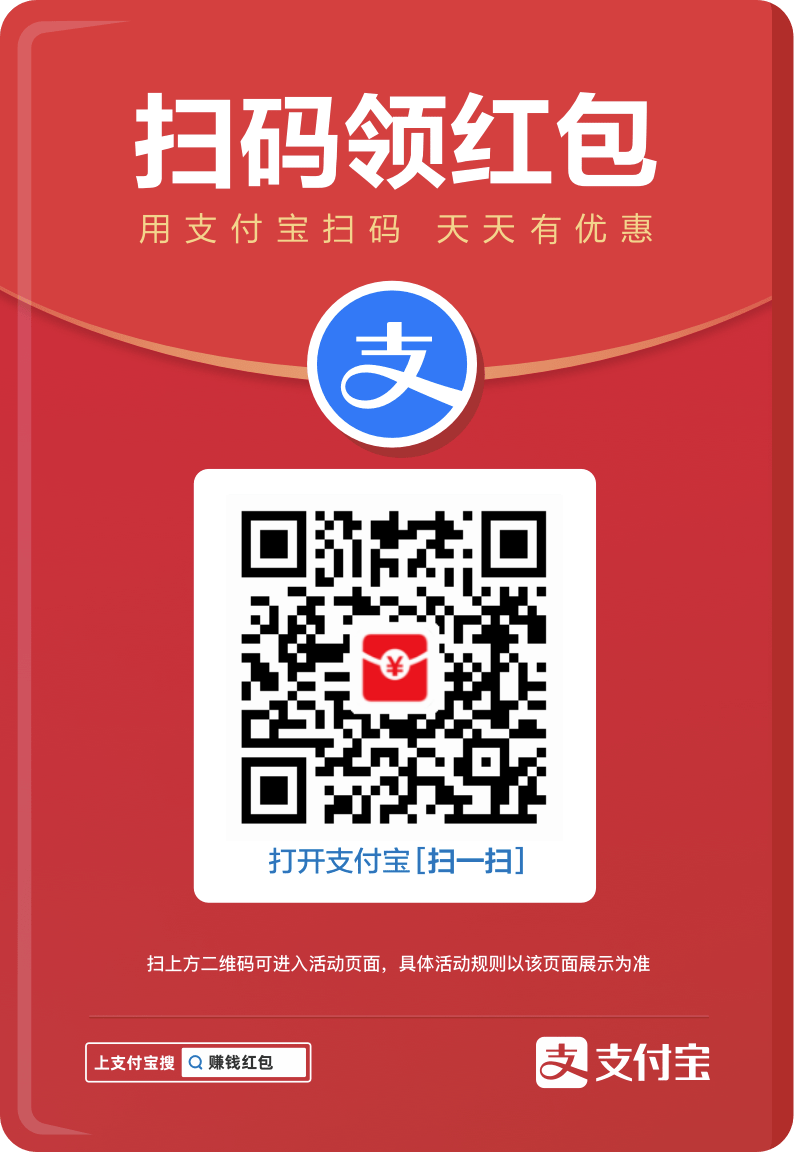 扫码领红包
用支付宝扫码 天天有优惠
支
¥
打开支付宝[扫一扫]
扫上方二维码可进入活动页面，具体活动规则以该页面展示为准
上支付宝搜 赚钱红包
支 支付宝